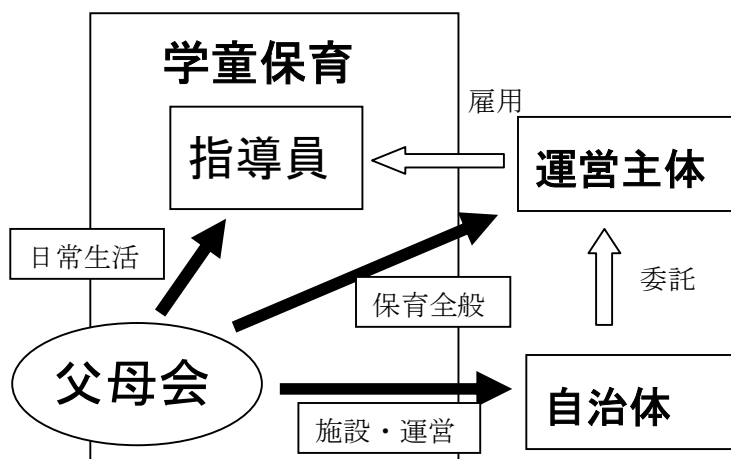 学童保育
雇用
指導員
運営主体
日常生活
委託
保育全般
父母会
自治体
施設・運営